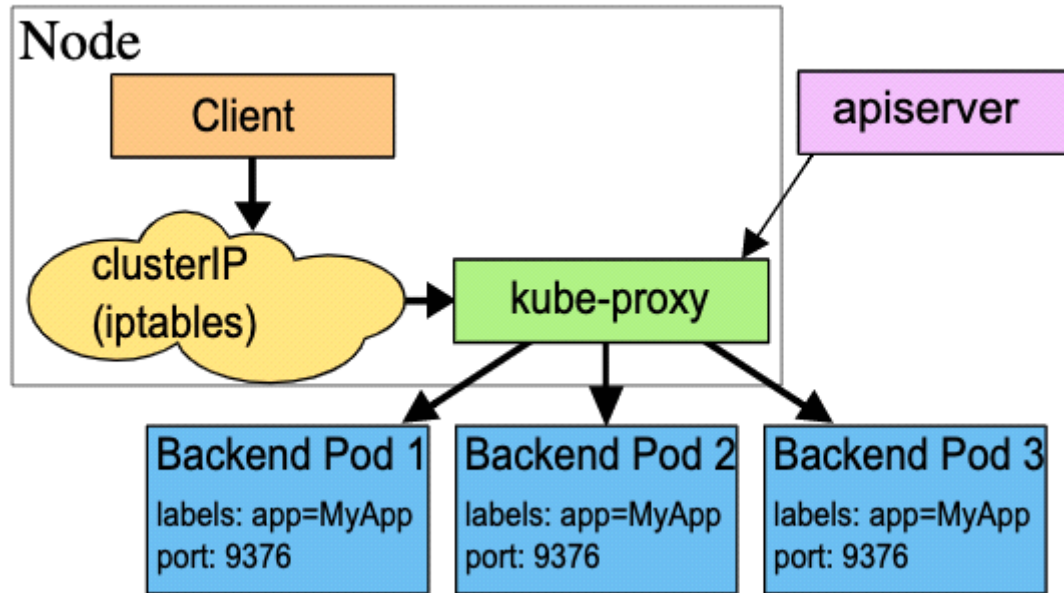 Node
Client
apiserver
clusterIP
(iptables)
kube-proxy
Backend Pod 1
labels: app=MyApp
port: 9376
Backend Pod 2
labels: app=MyApp
port: 9376
Backend Pod 3
labels: app=MyApp
port: 9376